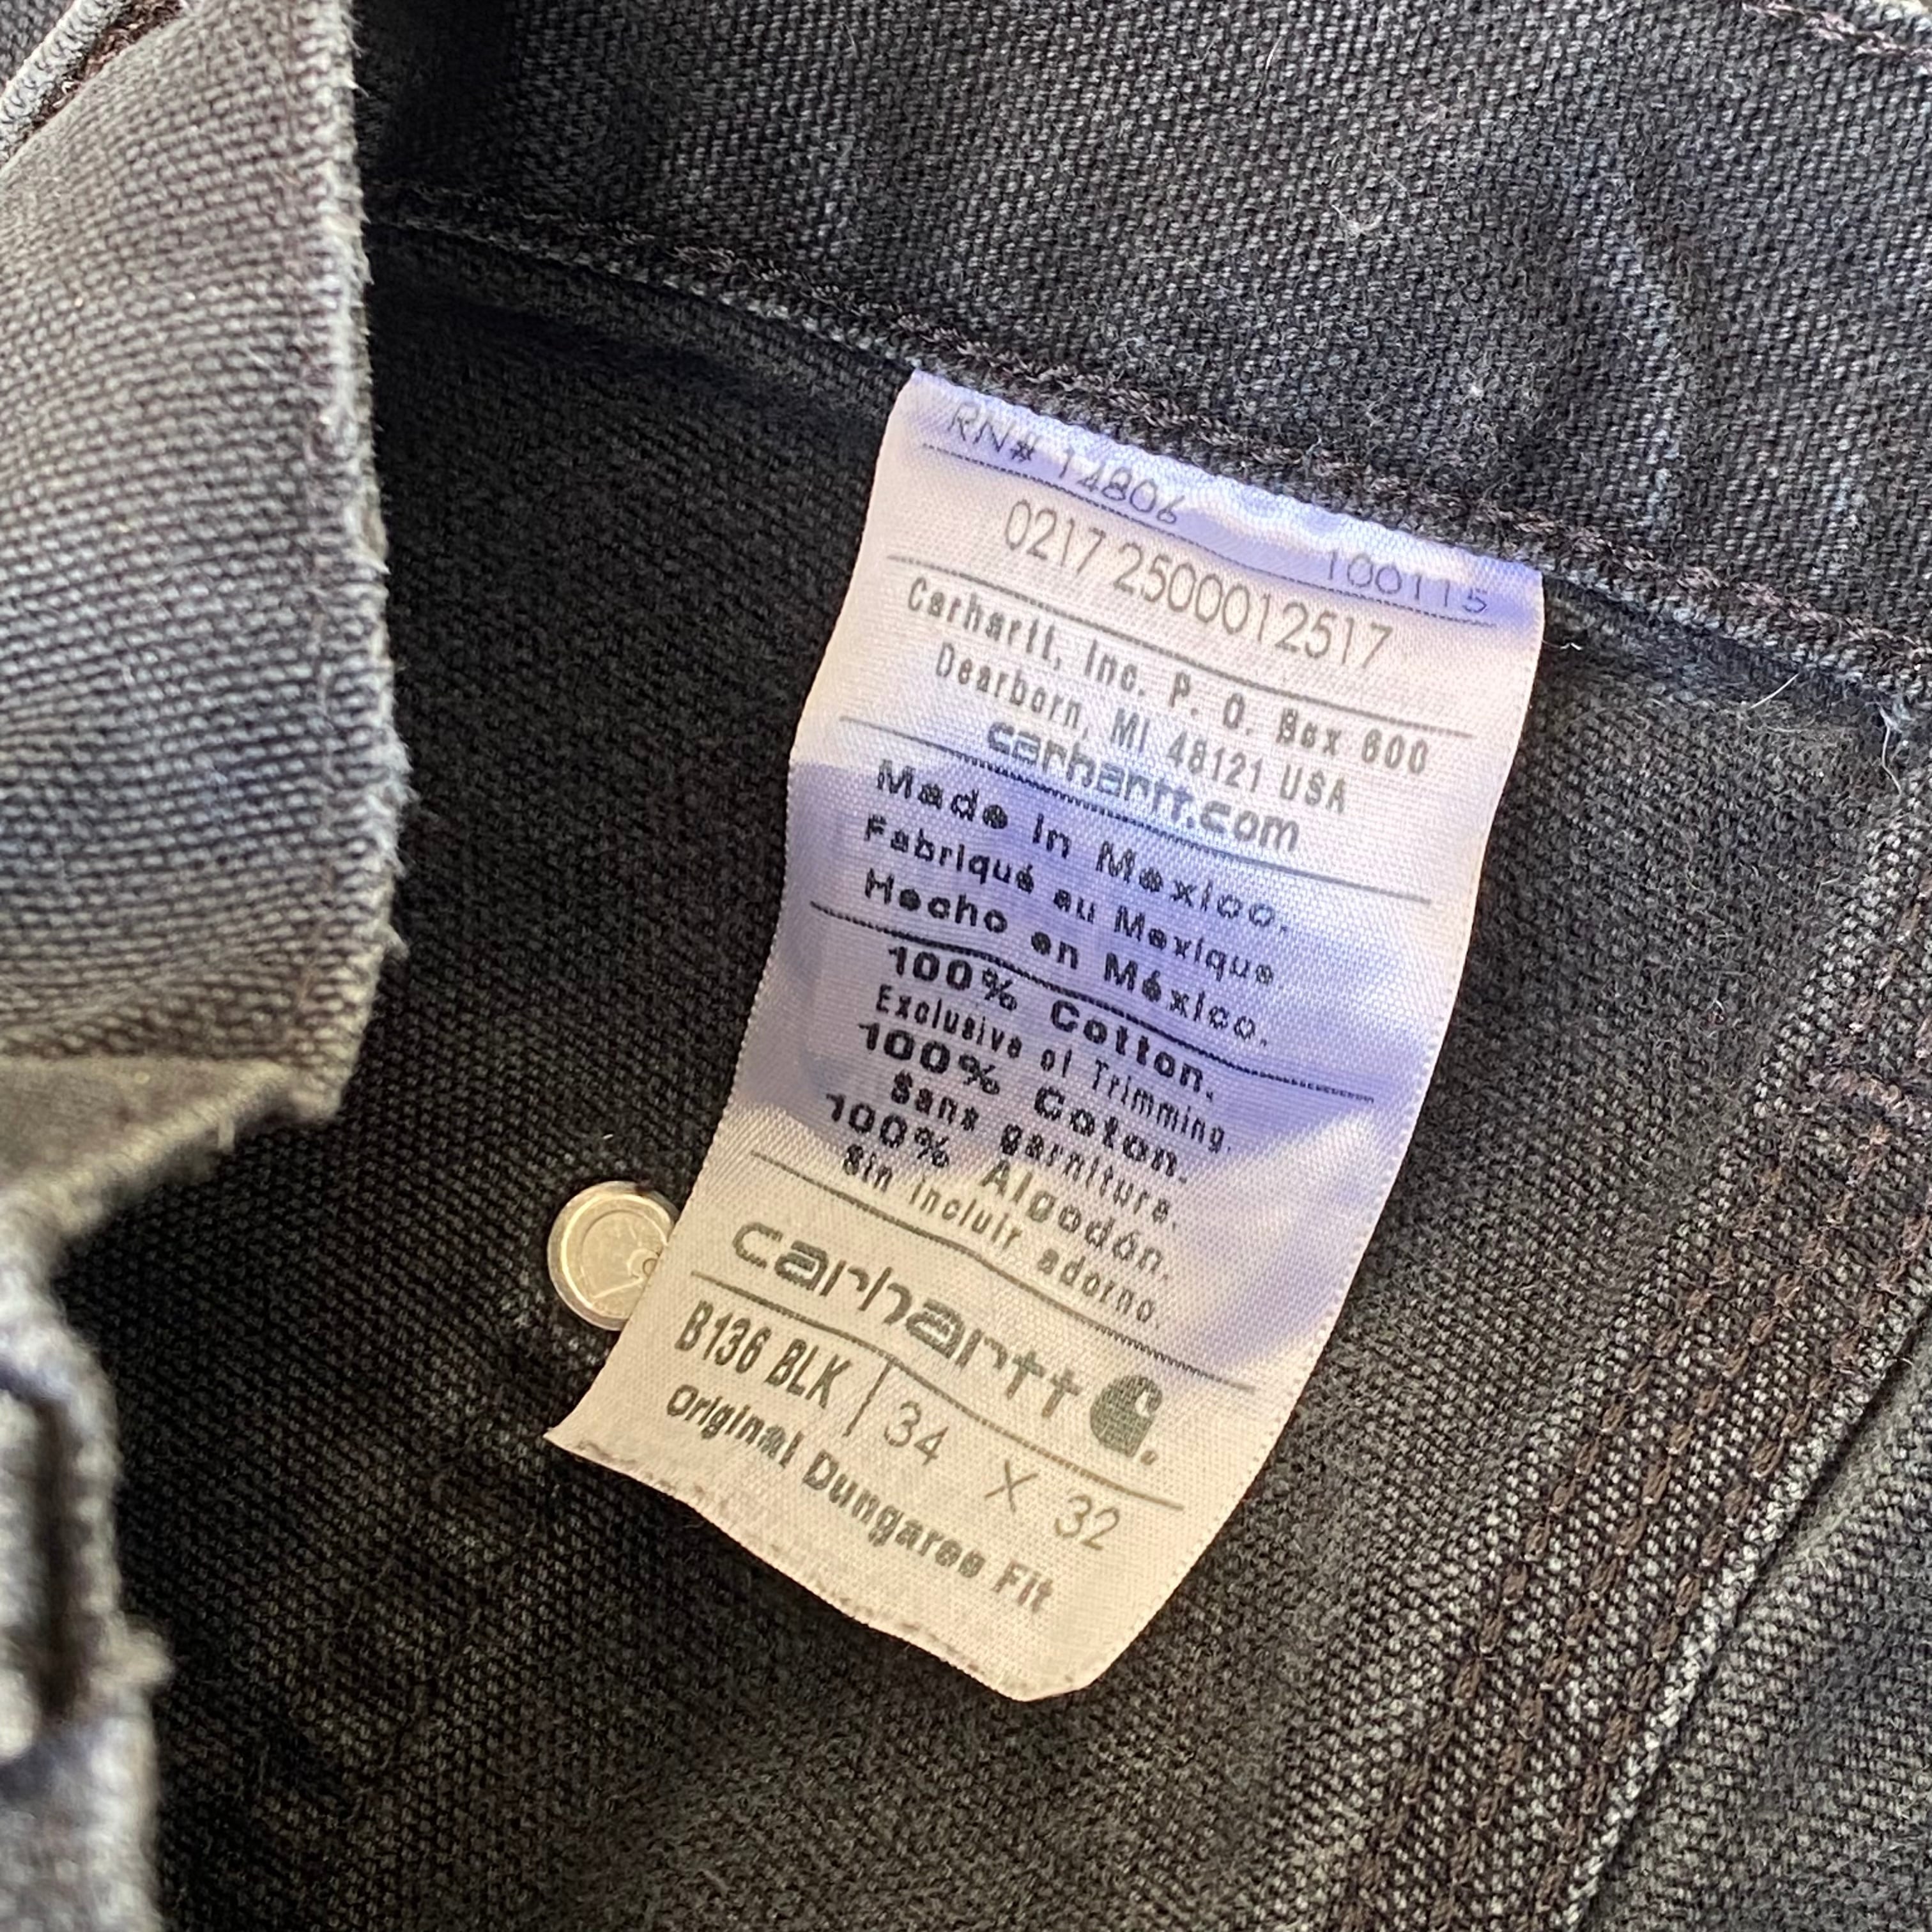 RN# 14806 100115
0217 2500012517
Carhartt, Inc. P. O. Box 600
Dearborn, MI 48121 USA
carhartt.com
Made in Mexico.
Fabriqué au Mexique
Hecho en México.
100% Cotton.
Exclusive of Trimming.
100% Coton.
Sans garniture.
100% Algodón.
Sin incluir adorno.
carhartt
B136 BLK 34 X 32
Original Dungaree Fit